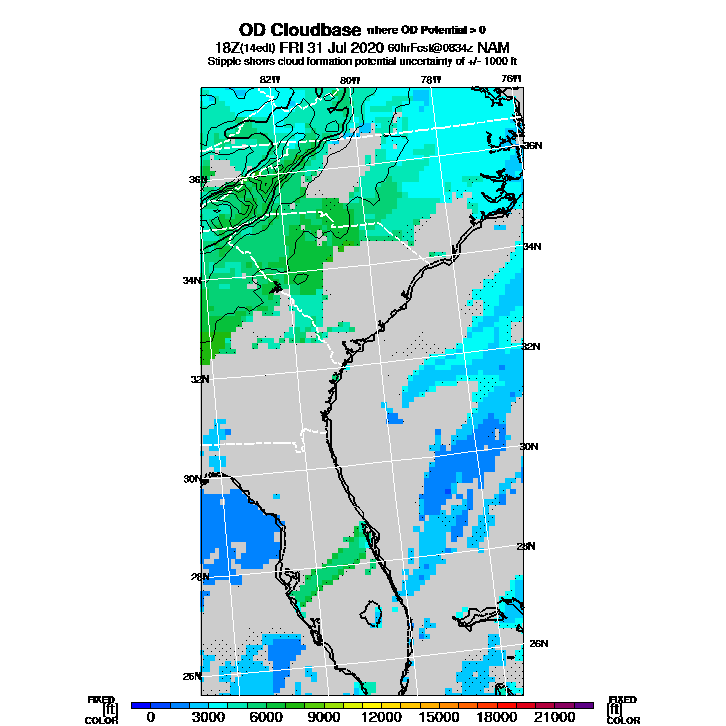 OD Cloudbase where OD Potential > 0
18Z(14edt) FRI 31 Jul 2020 60hrFcst@0834z NAM
Stipple shows cloud formation potential uncertainty of +/- 1000 ft
82W 80W 78W 76W
36N
36N
34N
34N
32N
32N
30N
30N
28N
28N
26N
26N
FIXED FIXED
[ft] [ft]
COLOR COLOR
0 3000 6000 9000 12000 15000 18000 21000